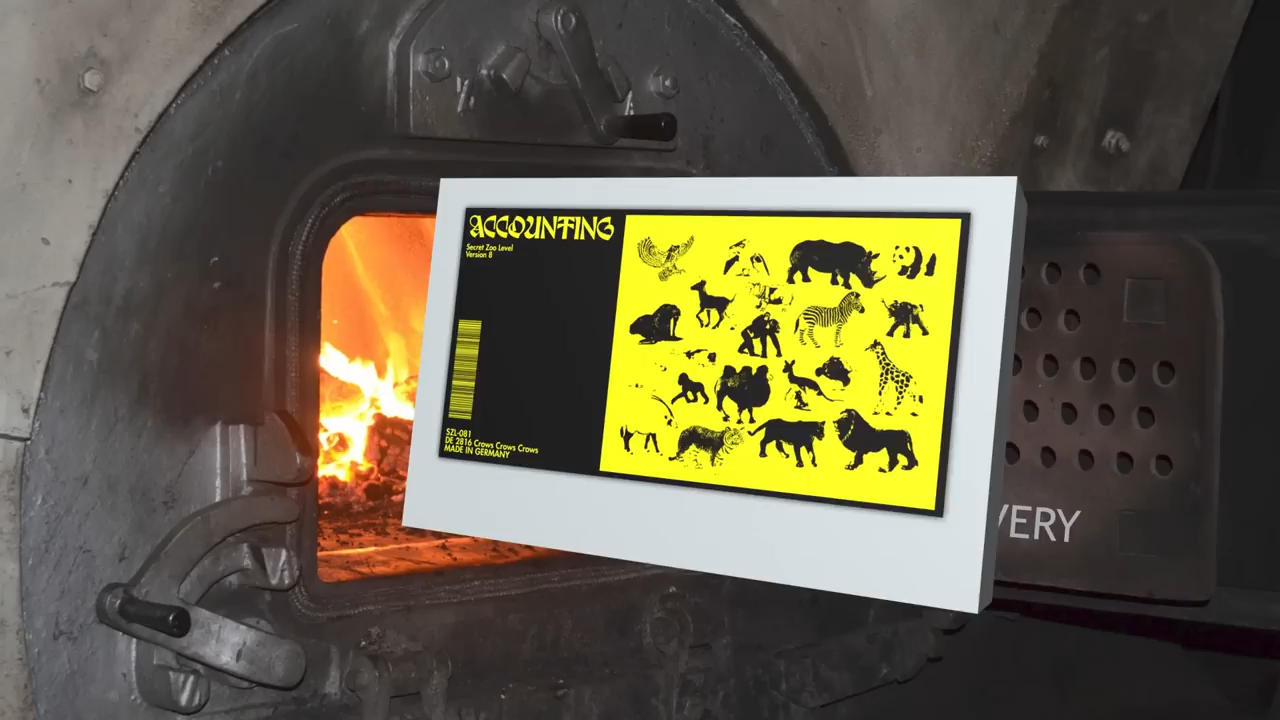 ACCOUNTING
Secret Zoo Level
Version 8
SZL-081
DE 2816 Crows Crows Crows
MADE IN GERMANY
VERY